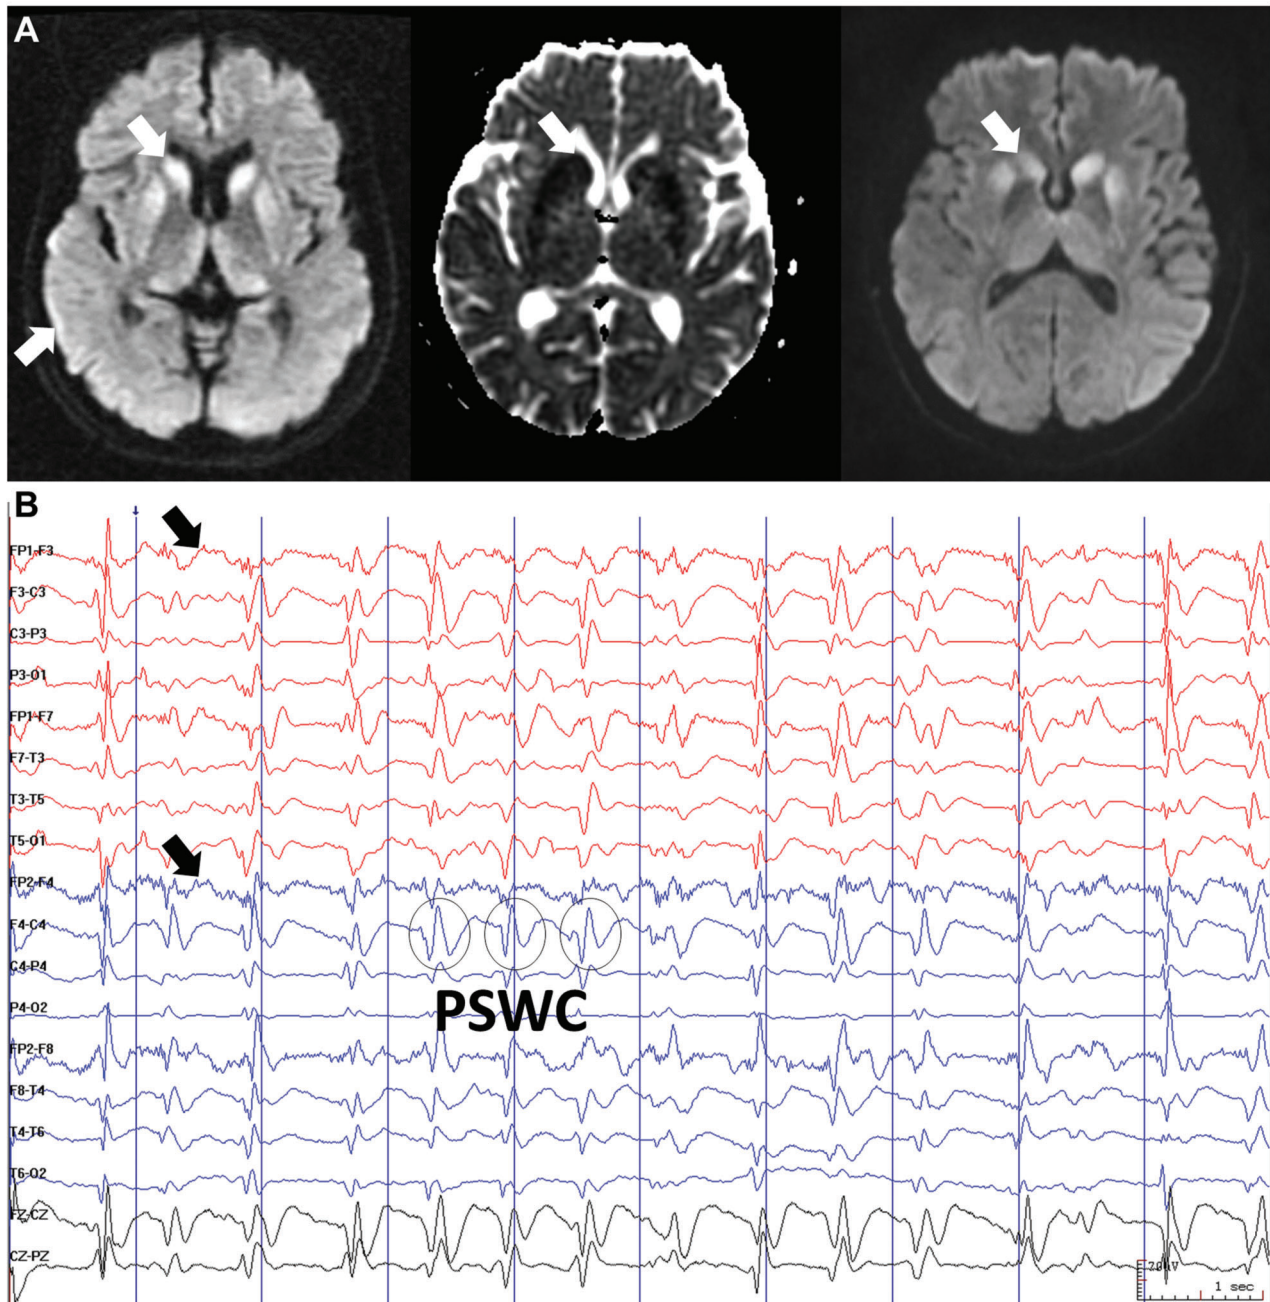 A
B
FP1-F3
F3-C3
C3-P3
P3-O1
FP1-F7
F7-T3
T3-T5
T5-O1
FP2-F4
F4-C4
C4-P4
PSWC
P4-O2
FP2-F8
F8-T4
T4-T6
T6-O2
FZ-CZ
CZ-PZ
1 sec